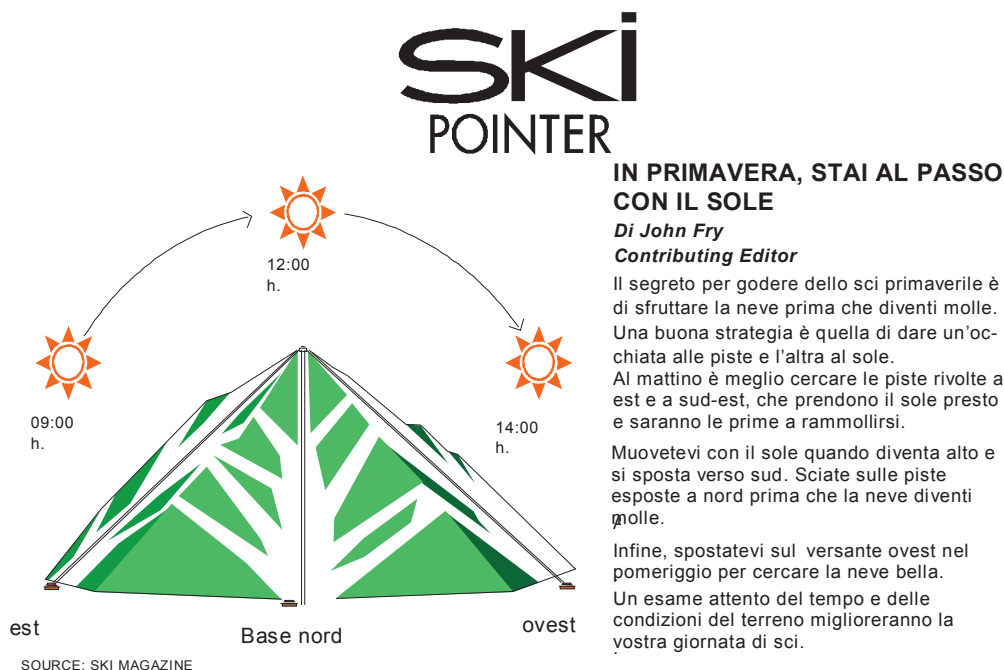 SKi
POINTER
IN PRIMAVERA, STAI AL PASSO
CON IL SOLE
Di John Fry
Contributing Editor
Il segreto per godere dello sci primaverile è
di sfruttare la neve prima che diventi molle.
Una buona strategia è quella di dare un'oc-
chiata alle piste e l'altra al sole.
Al mattino è meglio cercare le piste rivolte a
est e a sud-est, che prendono il sole presto
e saranno le prime a rammollirsi.
Muovetevi con il sole quando diventa alto e
si sposta verso sud. Sciate sulle piste
esposte a nord prima che la neve diventi
molle.
Infine, spostatevi sul versante ovest nel
pomeriggio per cercare la neve bella.
Un esame attento del tempo e delle
condizioni del terreno miglioreranno la
vostra giornata di sci.
12:00
h.
09:00
h.
14:00
h.
est
Base nord
ovest
SOURCE: SKI MAGAZINE